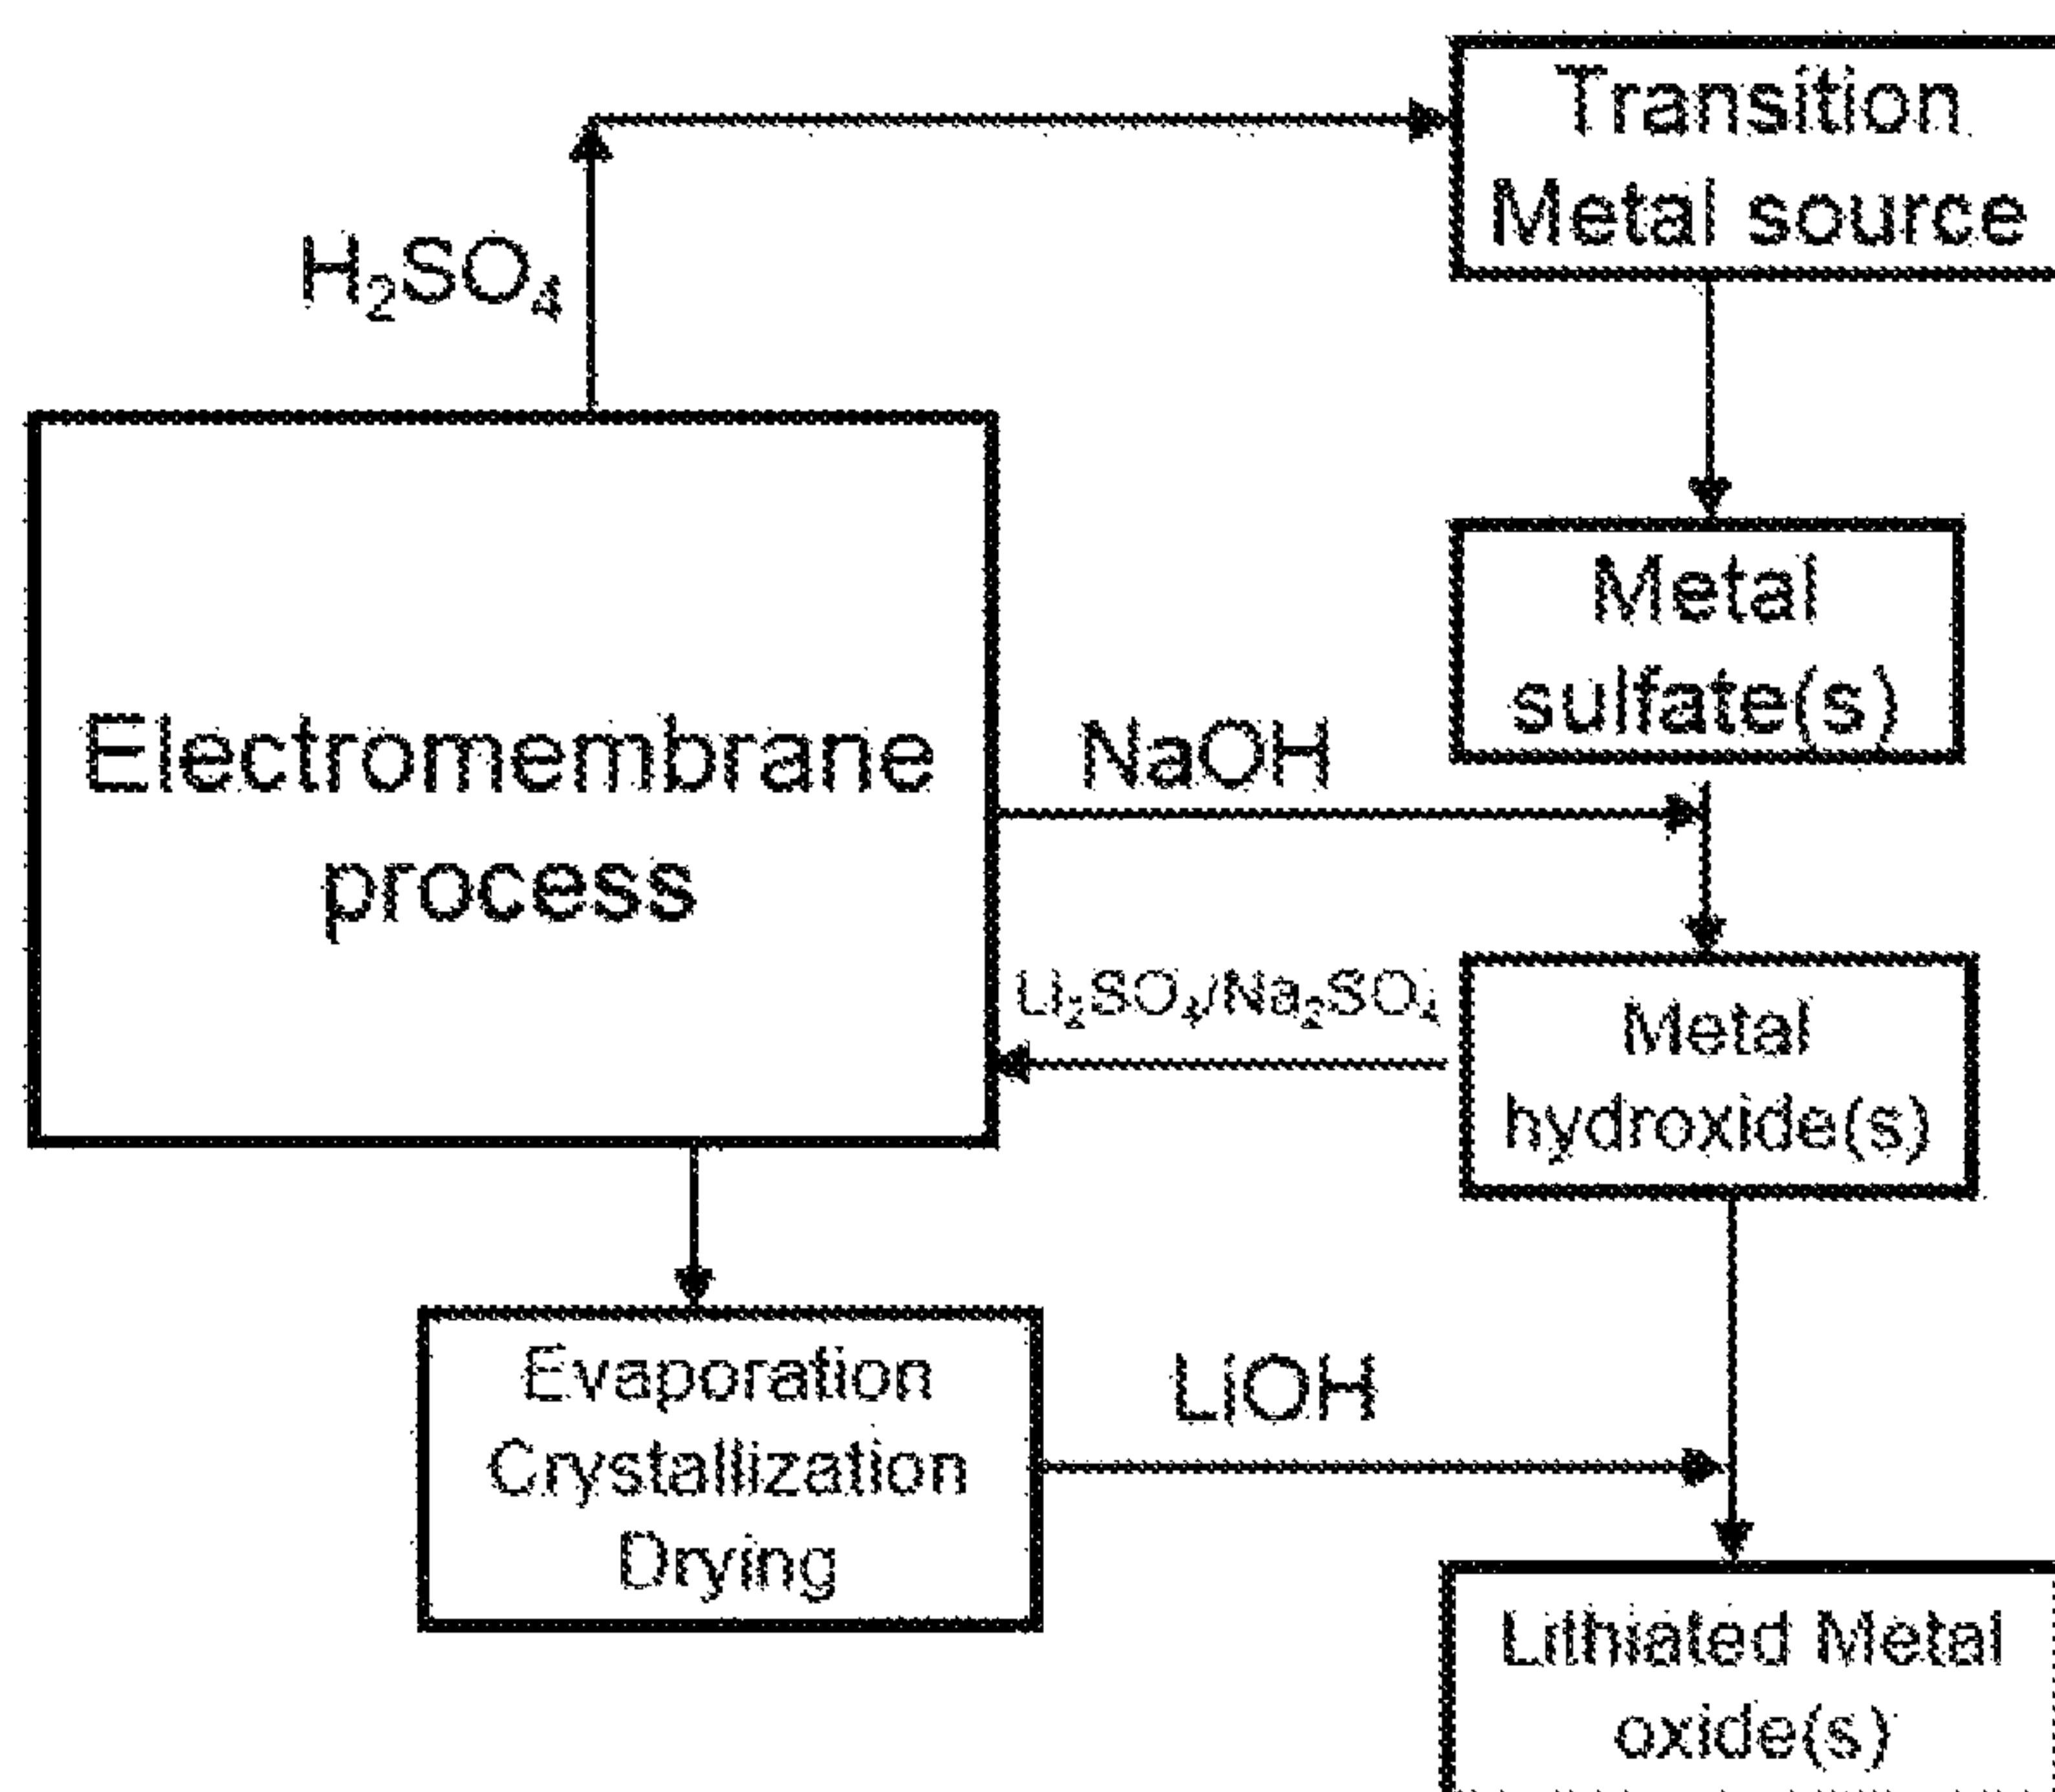 Transition
Metal source
H₂SO₄
Metal
sulfate(s)
Electromembrane
process
NaOH
Li₂SO₄/Na₂SO₄
Metal
hydroxide(s)
Evaporation
Crystallization
Drying
LiOH
Lithiated Metal
oxide(s)